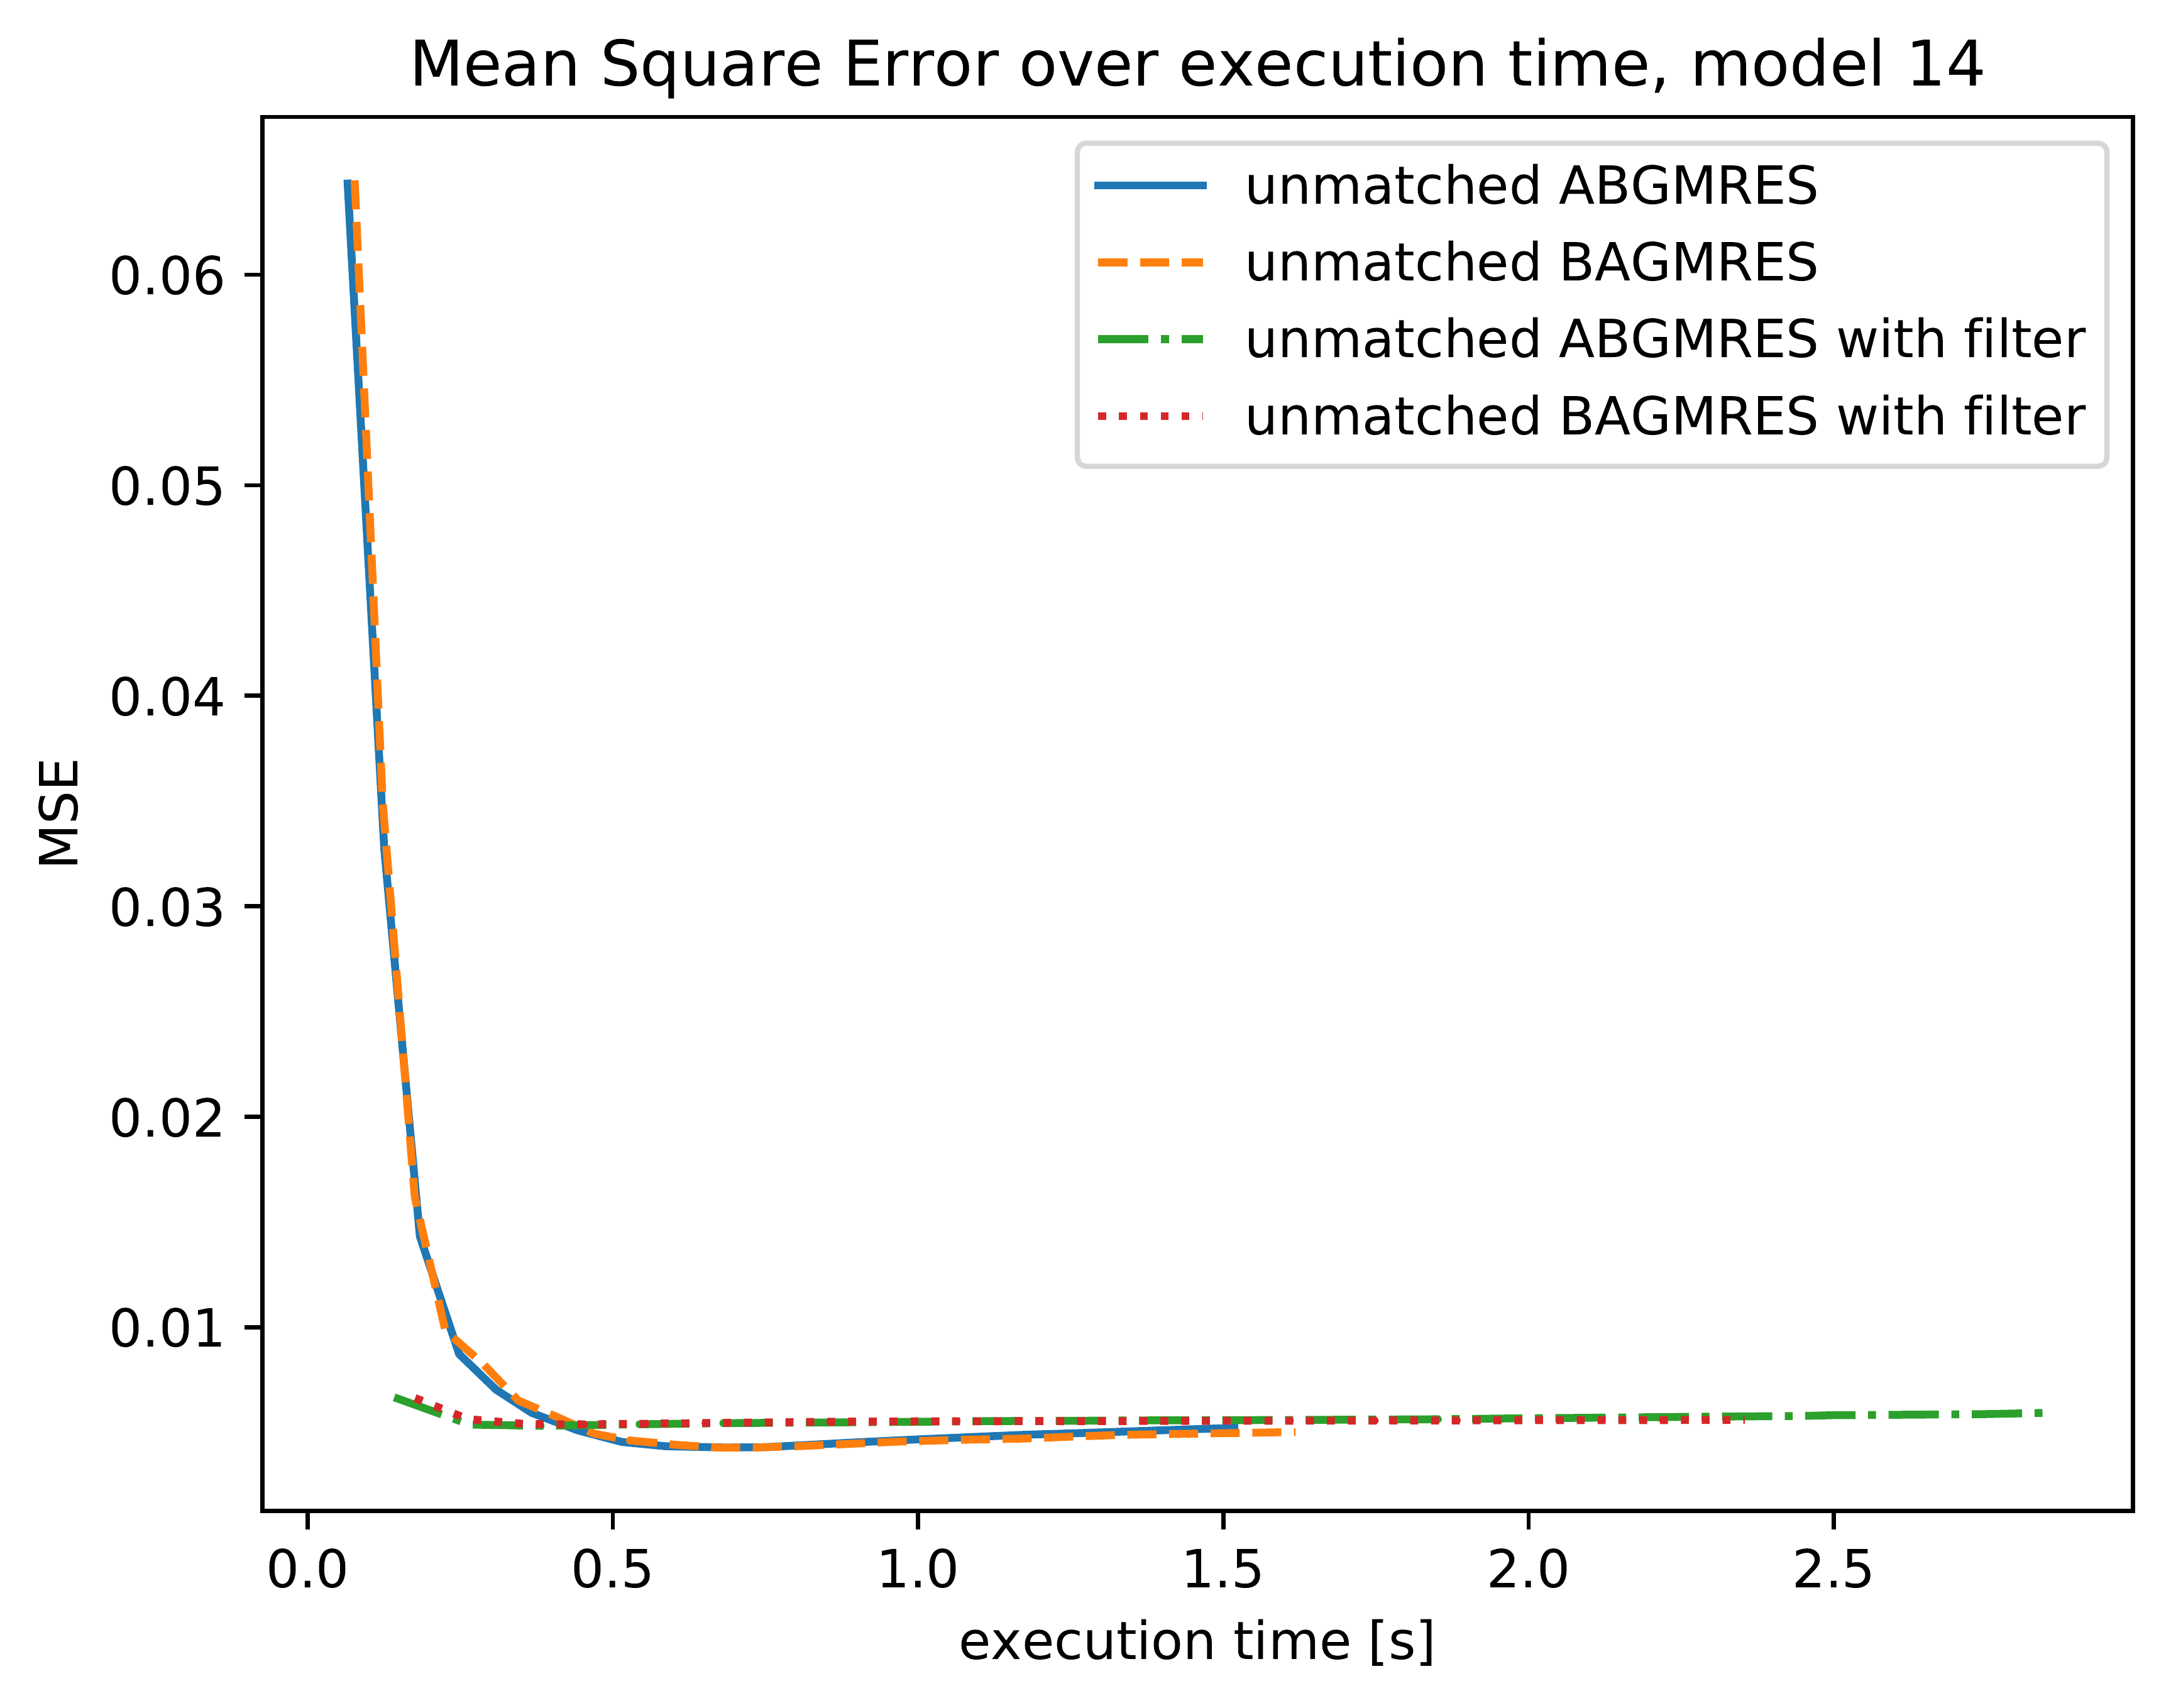 Mean Square Error over execution time, model 14
unmatched ABGMRES
unmatched BAGMRES
unmatched ABGMRES with filter
unmatched BAGMRES with filter
0.06
0.05
0.04
0.03
0.02
0.01
MSE
0.0 0.5 1.0 1.5 2.0 2.5
execution time [s]